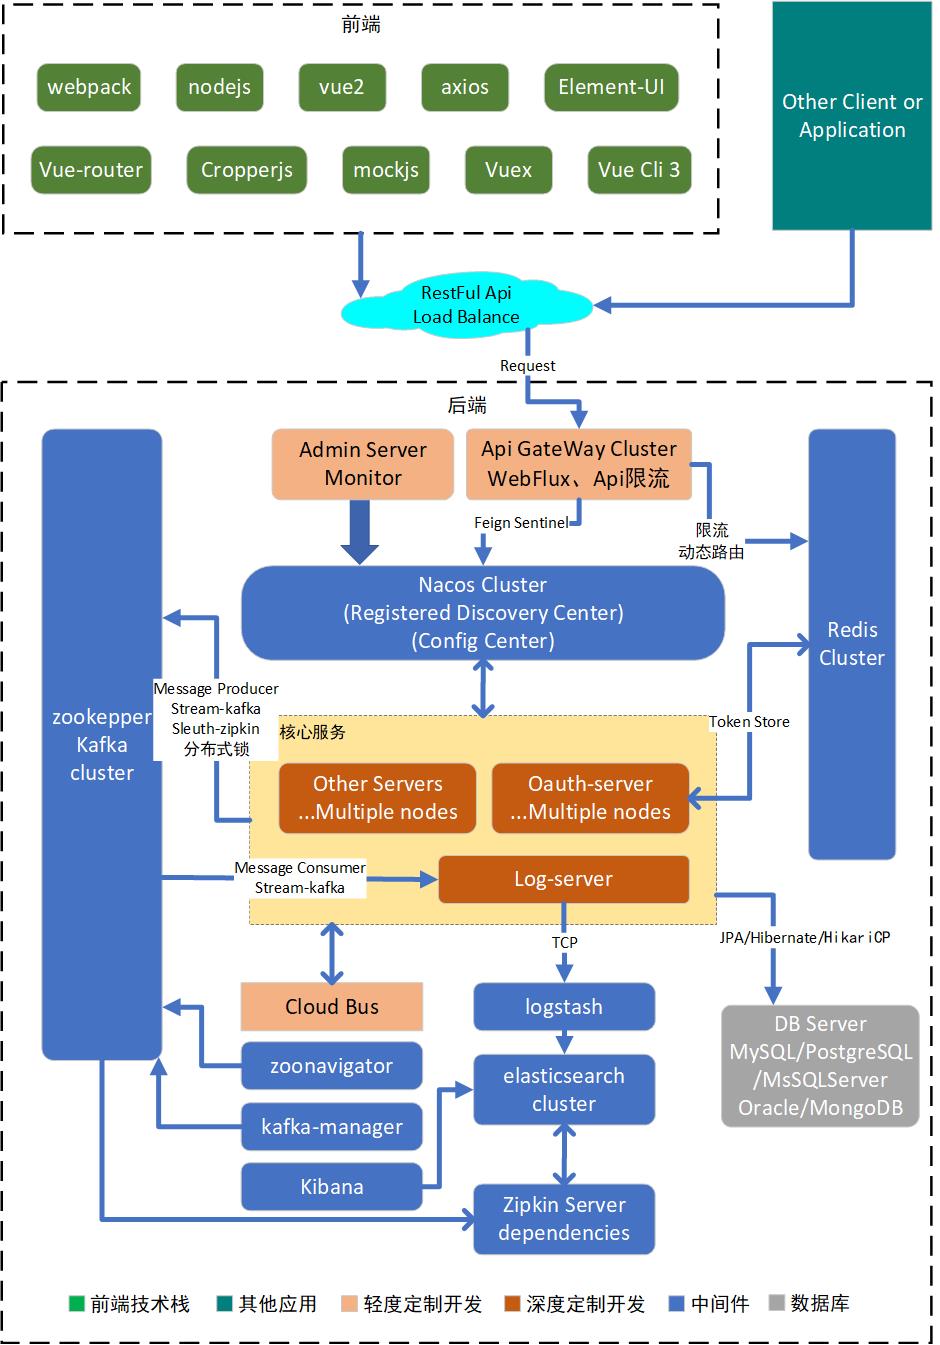 前端
webpack
nodejs
vue2
axios
Element-UI
Vue-router
Cropperjs
mockjs
Vuex
Vue Cli 3
Other Client or
Application
RestFul Api
Load Balance
Request
后端
Admin Server
Monitor
Api GateWay Cluster
WebFlux、Api限流
Feign Sentinel
限流
动态路由
Nacos Cluster
(Registered Discovery Center)
(Config Center)
Redis
Cluster
zookepper
Kafka
cluster
Message Producer
Stream-kafka
Sleuth-zipkin
分布式锁
核心服务
Token Store
Other Servers
...Multiple nodes
Oauth-server
...Multiple nodes
Message Consumer
Stream-kafka
Log-server
TCP
JPA/Hibernate/HikariCP
Cloud Bus
logstash
zoonavigator
elasticsearch
cluster
kafka-manager
Kibana
Zipkin Server
dependencies
DB Server
MySQL/PostgreSQL
/MsSQLServer
Oracle/MongoDB
前端技术栈
其他应用
轻度定制开发
深度定制开发
中间件
数据库